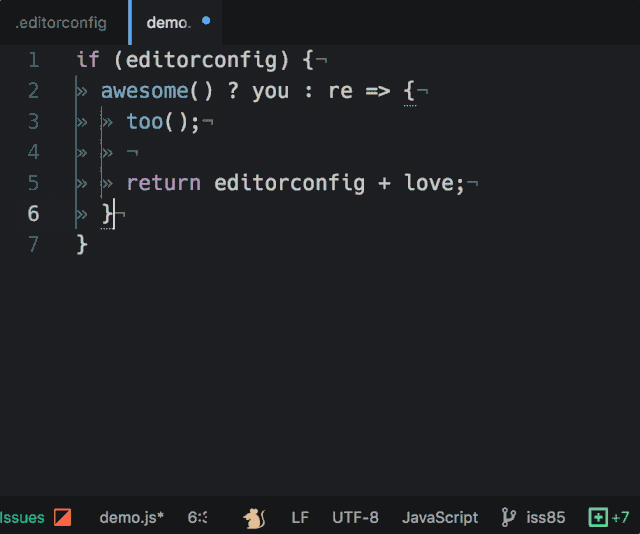 .editorconfig demo.
1 if (editorconfig) {¬
2 » awesome() ? you : re => {¬
3 » » too();¬
4 » » ¬
5 » » return editorconfig + love;¬
6 » }¬
7 }
Issues demo.js* 6: LF UTF-8 JavaScript iss85 +7